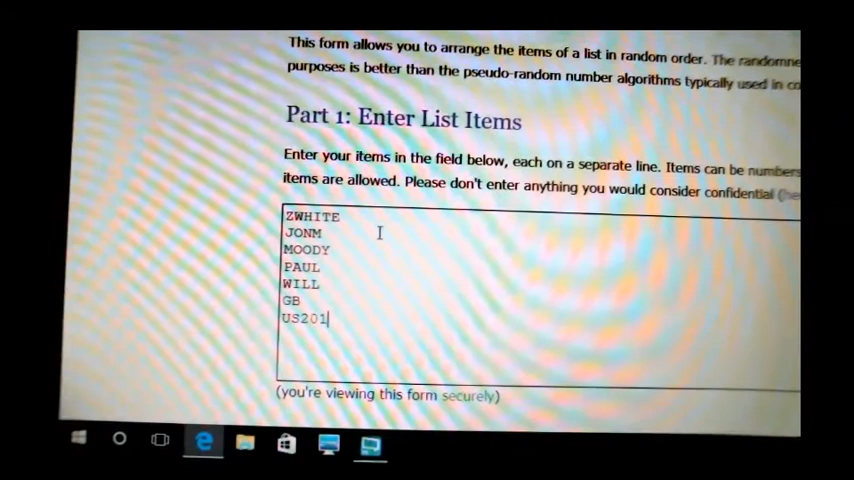 This form allows you to arrange the items of a list in random order. The
purposes is better than the pseudo-random number algorithms typically used in
Part 1: Enter List Items
Enter your items in the field below, each on a separate line. Items can be numbers
items are allowed. Please don't enter anything you would consider confidential
ZWHITE
JONM
MOODY
PAUL
WILL
GB
US201
(you're viewing this form securely)